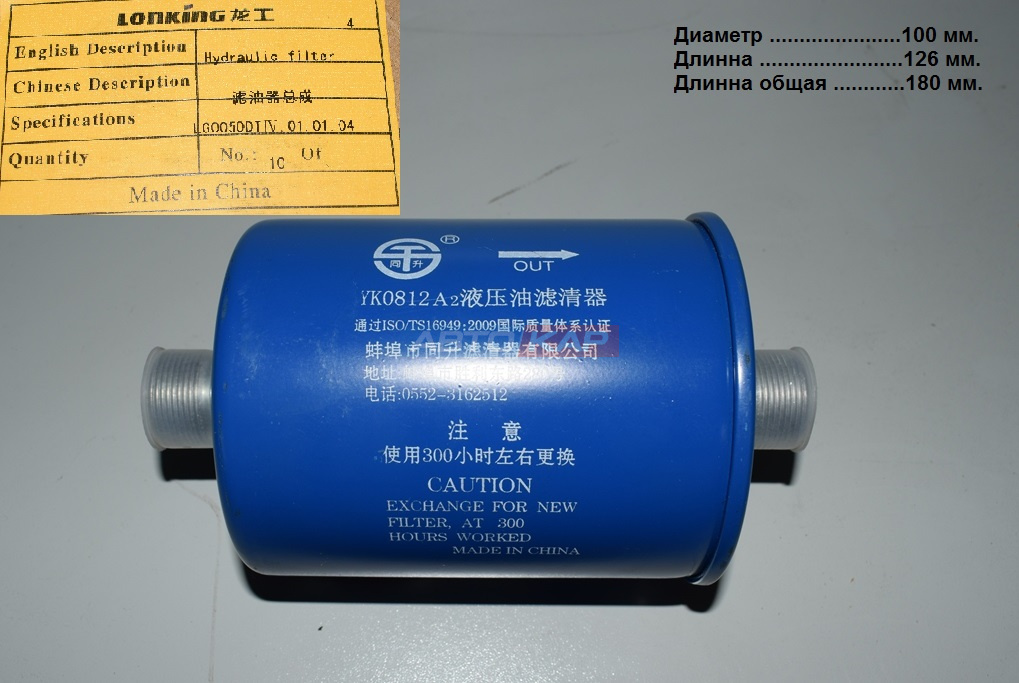 LONKING龙工
4
English Description Hydraulic filter
Chinese Description 滤油器总成
Specifications LG0050DTⅣ.01.01.04
Quantity No.: 10 Of
Made in China
Диаметр ......................100 мм.
Длинна ........................126 мм.
Длинна общая ............180 мм.
同升 ®
OUT
YK0812A2液压油滤清器
通过ISO/TS16949:2009国际质量体系认证
АВТОКАР
蚌埠市同升滤清器有限公司
地址
电话:0552-3162512
注 意
使用300小时左右更换
CAUTION
EXCHANGE FOR NEW
FILTER, AT 300
HOURS WORKED
MADE IN CHINA